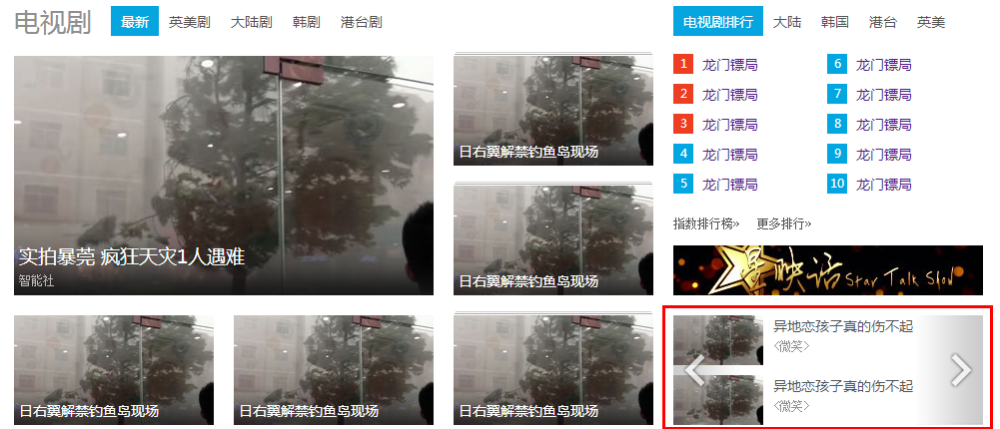 电视剧 最新 英美剧 大陆剧 韩剧 港台剧
实拍暴莞 疯狂天灾1人遇难
智能社
日右翼解禁钓鱼岛现场
日右翼解禁钓鱼岛现场
日右翼解禁钓鱼岛现场
日右翼解禁钓鱼岛现场
日右翼解禁钓鱼岛现场
电视剧排行 大陆 韩国 港台 英美
1 龙门镖局 6 龙门镖局
2 龙门镖局 7 龙门镖局
3 龙门镖局 8 龙门镖局
4 龙门镖局 9 龙门镖局
5 龙门镖局 10 龙门镖局
指数排行榜» 更多排行»
星映话 Star Talk Show
异地恋孩子真的伤不起
<微笑>
异地恋孩子真的伤不起
<微笑>